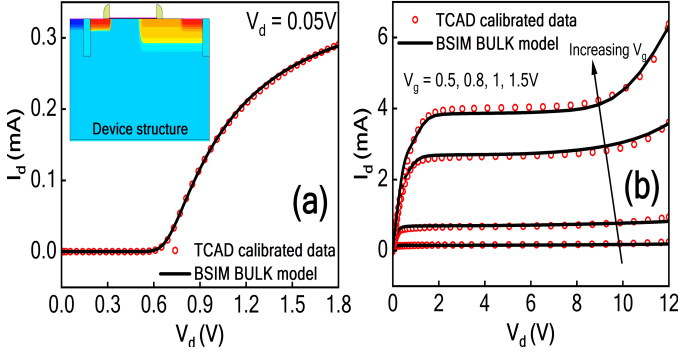 V_d = 0.05V
Device structure
(a)
TCAD calibrated data
BSIM BULK model
0.3
0.2
0.1
0.0
I_d (mA)
0.0 0.3 0.6 0.9 1.2 1.5 1.8
V_d (V)
TCAD calibrated data
BSIM BULK model
Increasing V_g
V_g = 0.5, 0.8, 1, 1.5V
(b)
6
4
2
0
I_d (mA)
0 2 4 6 8 10 12
V_d (V)